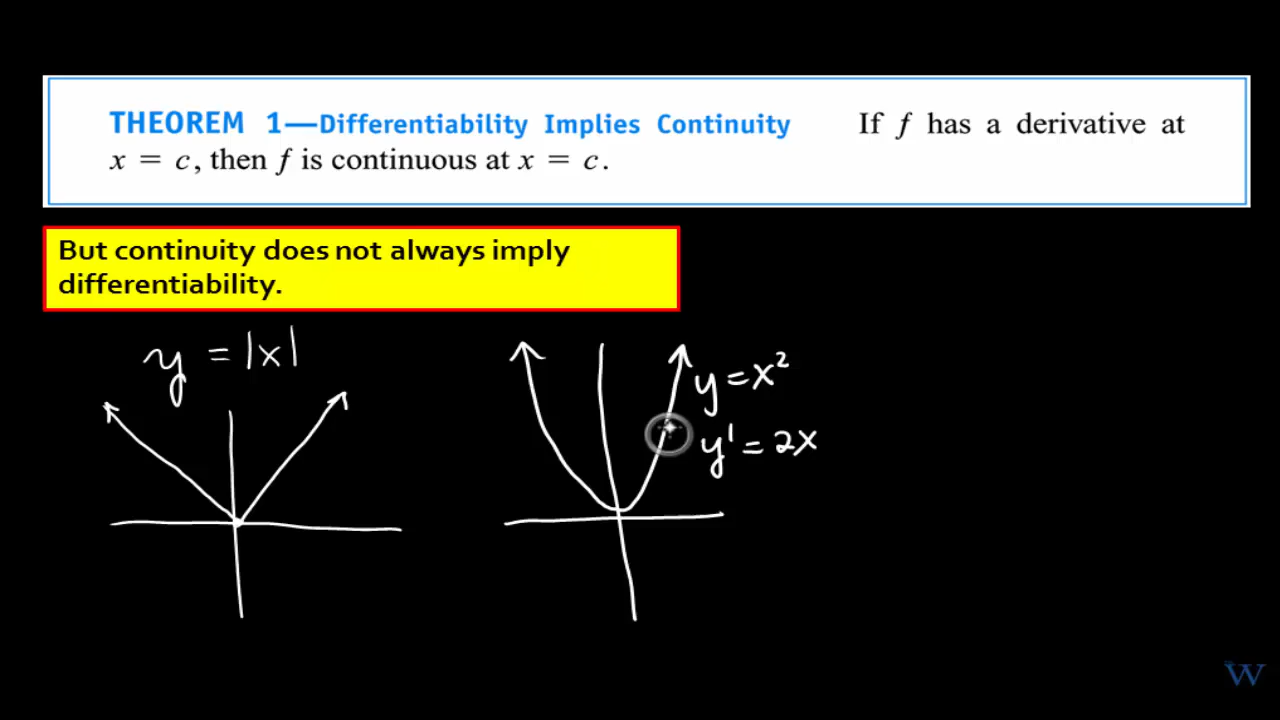 THEOREM 1—Differentiability Implies Continuity If f has a derivative at
x = c, then f is continuous at x = c.
But continuity does not always imply
differentiability.
y = |x|
y = x²
y' = 2x
W